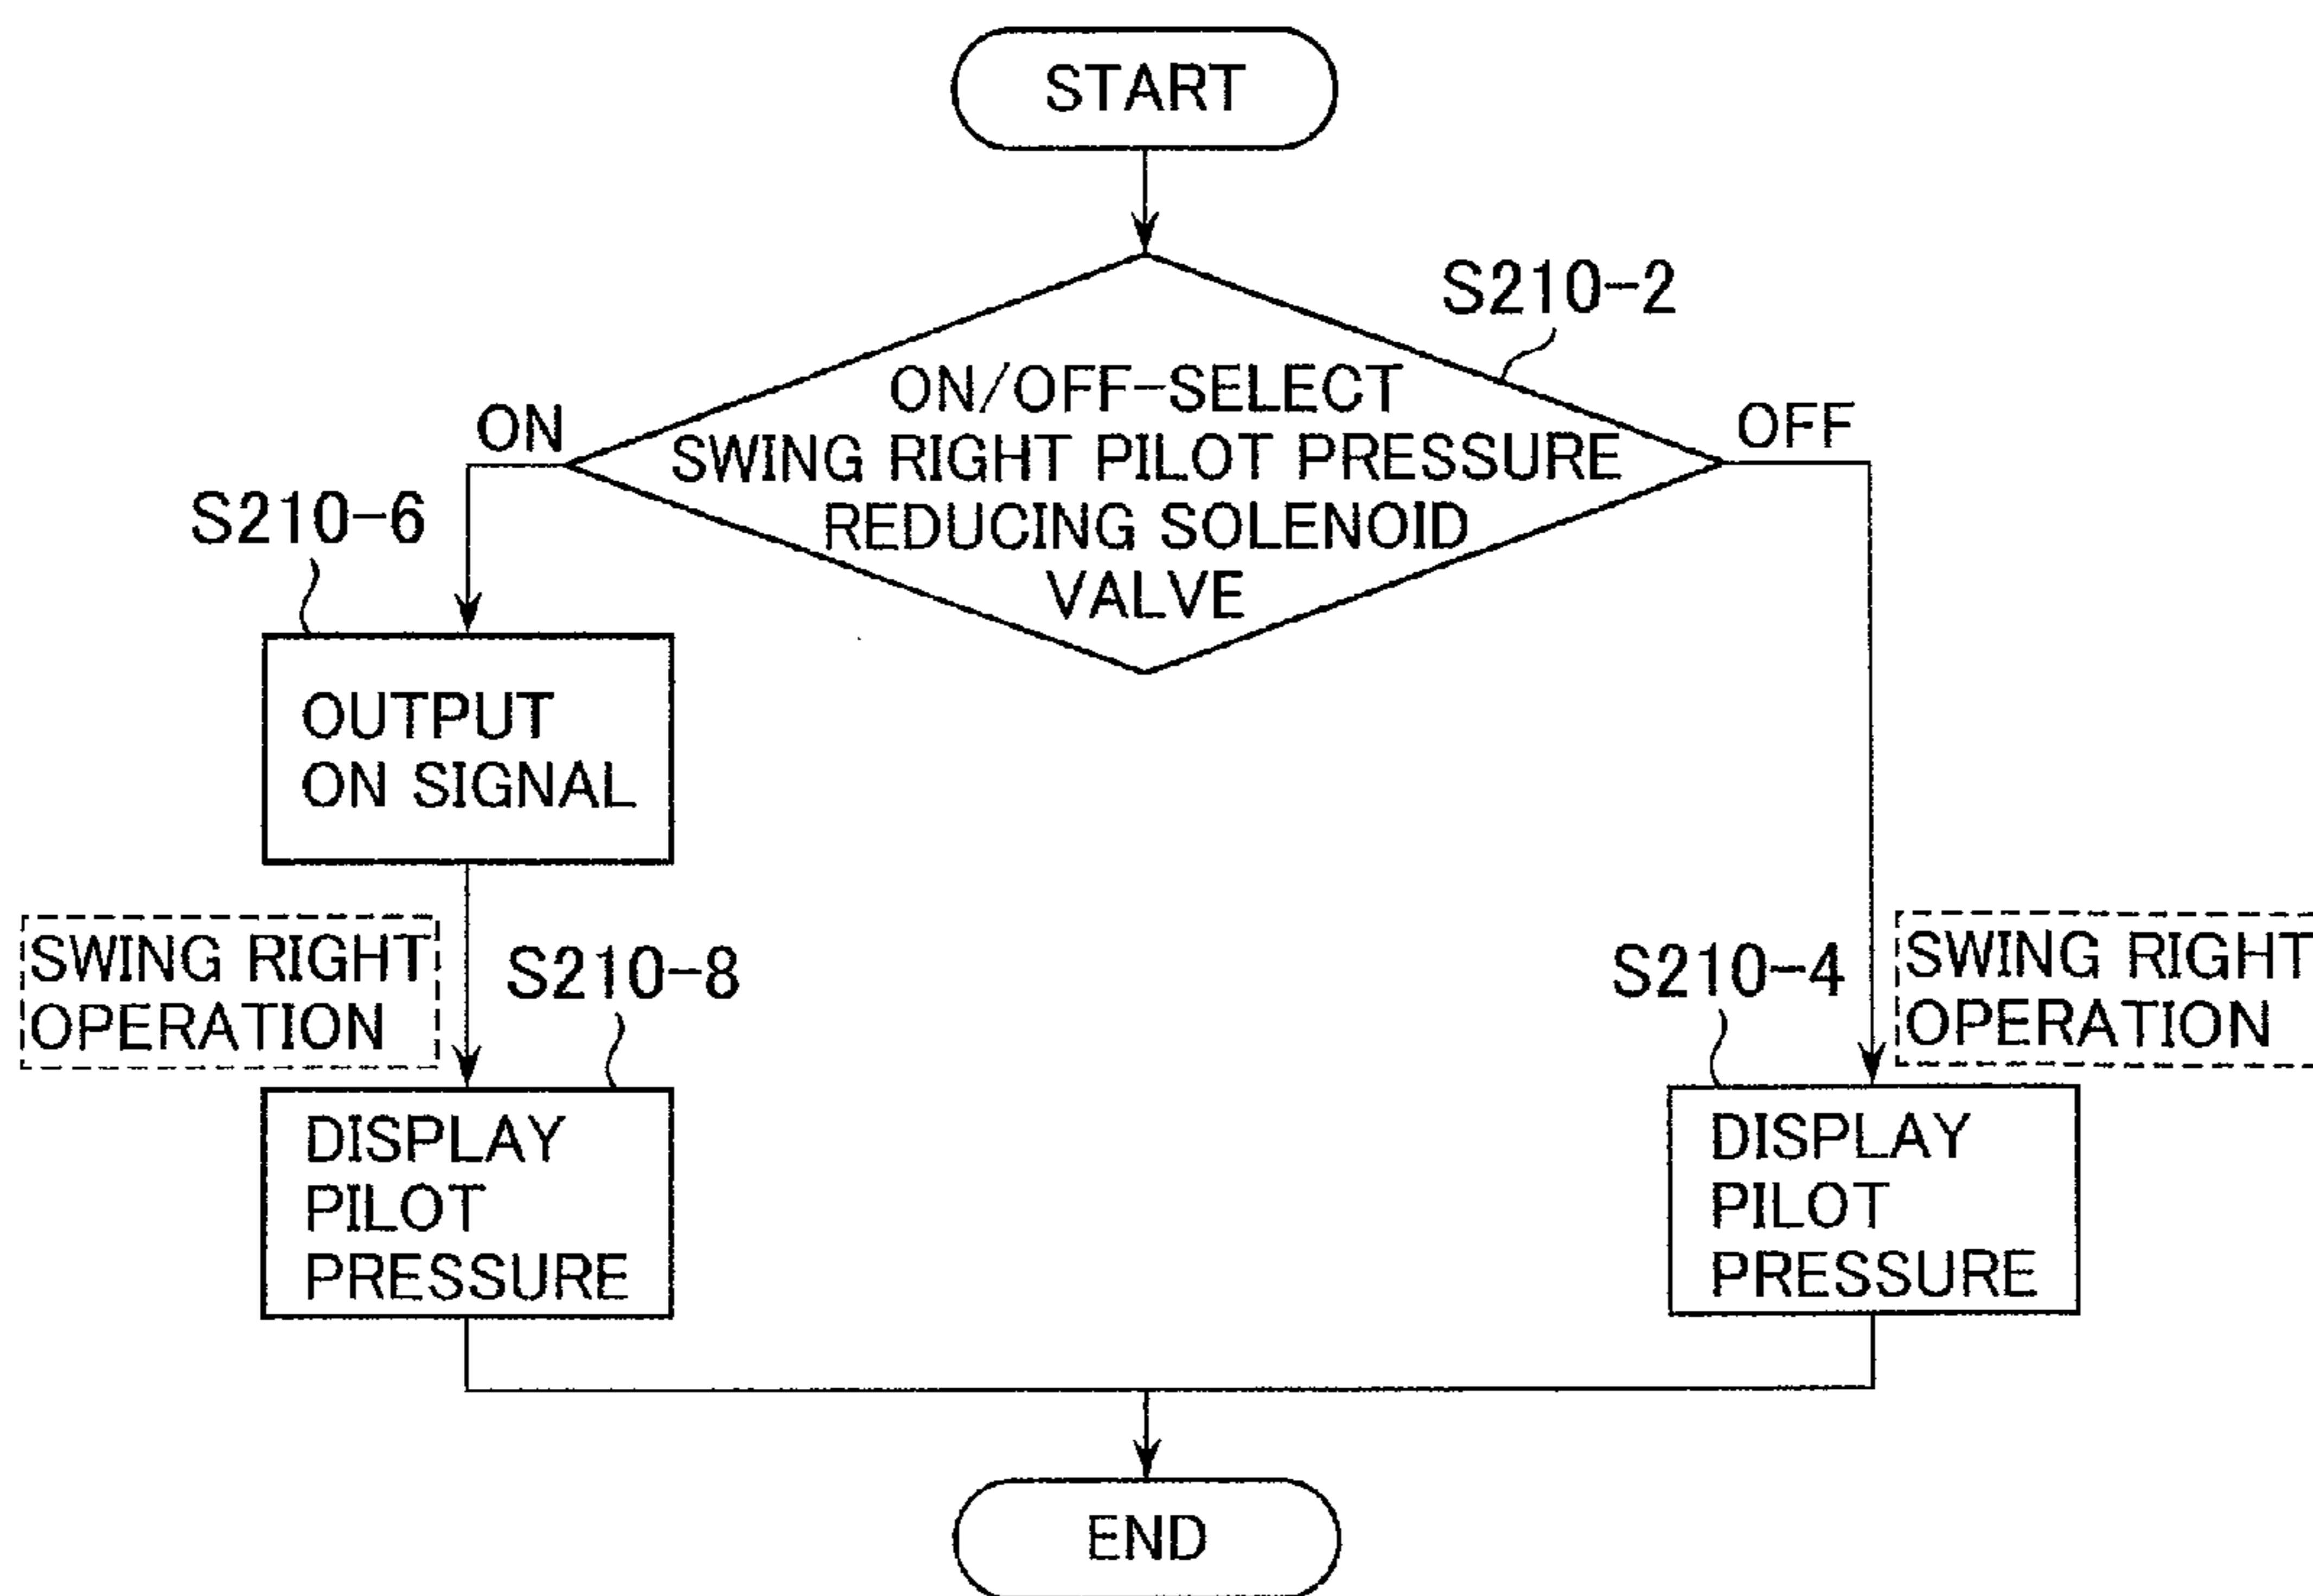 START
S210-2
ON/OFF-SELECT
SWING RIGHT PILOT PRESSURE
REDUCING SOLENOID
VALVE
ON
OFF
S210-6
OUTPUT
ON SIGNAL
SWING RIGHT
OPERATION
S210-8
S210-4
SWING RIGHT
OPERATION
DISPLAY
PILOT
PRESSURE
DISPLAY
PILOT
PRESSURE
END